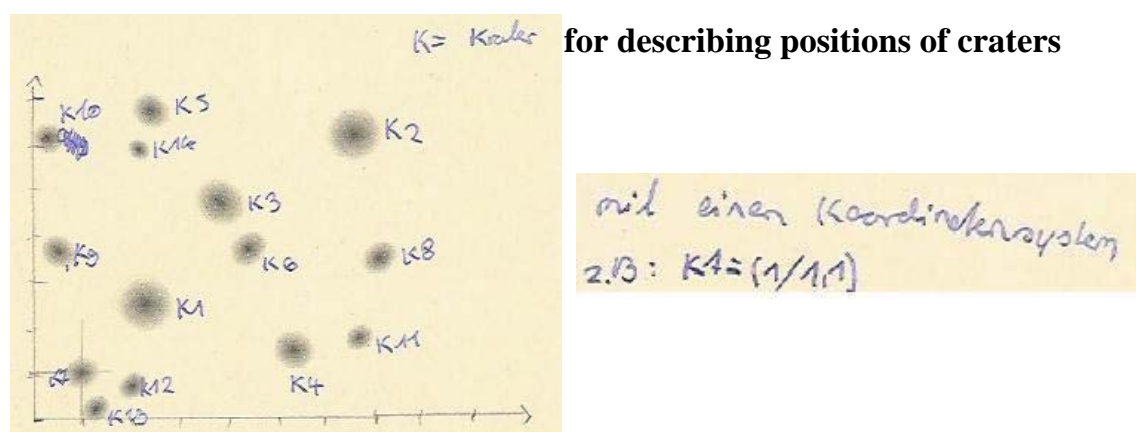 K= Krater for describing positions of craters
K10 K5
K14 K2
K3
K9 K6 K8
K1
K11
K4
K7 K12
K13
mit einen Koordinatensystem
z.B: K1=(1/1,1)